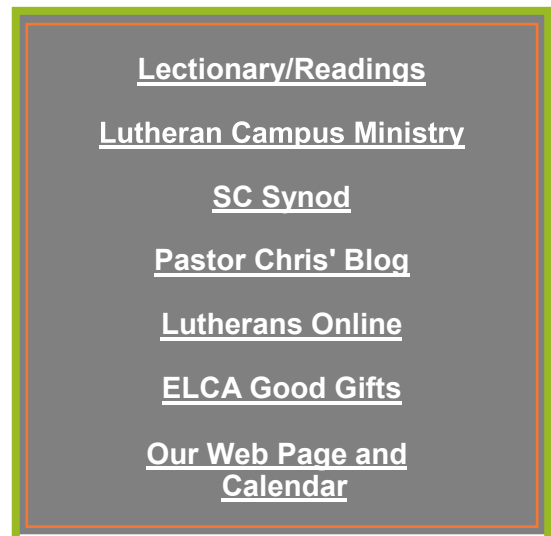 Lectionary/Readings
Lutheran Campus Ministry
SC Synod
Pastor Chris' Blog
Lutherans Online
ELCA Good Gifts
Our Web Page and
Calendar